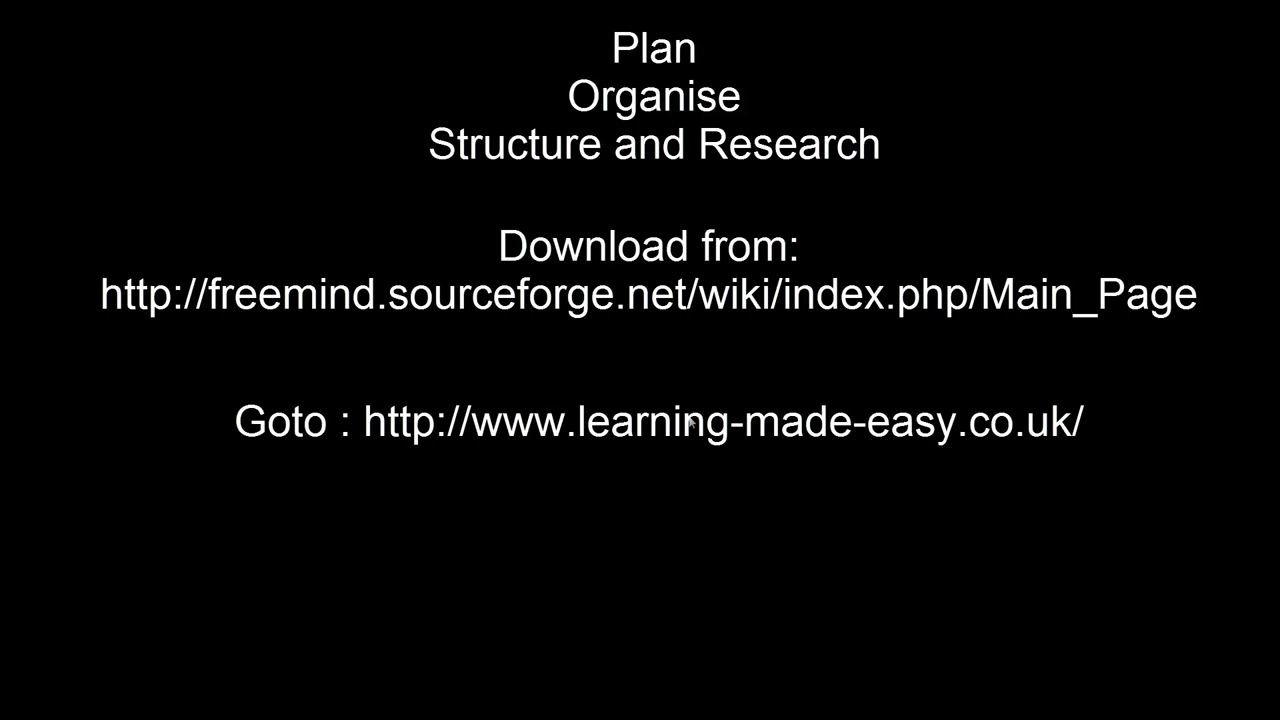 Plan
Organise
Structure and Research
Download from:
http://freemind.sourceforge.net/wiki/index.php/Main_Page
Goto : http://www.learning-made-easy.co.uk/